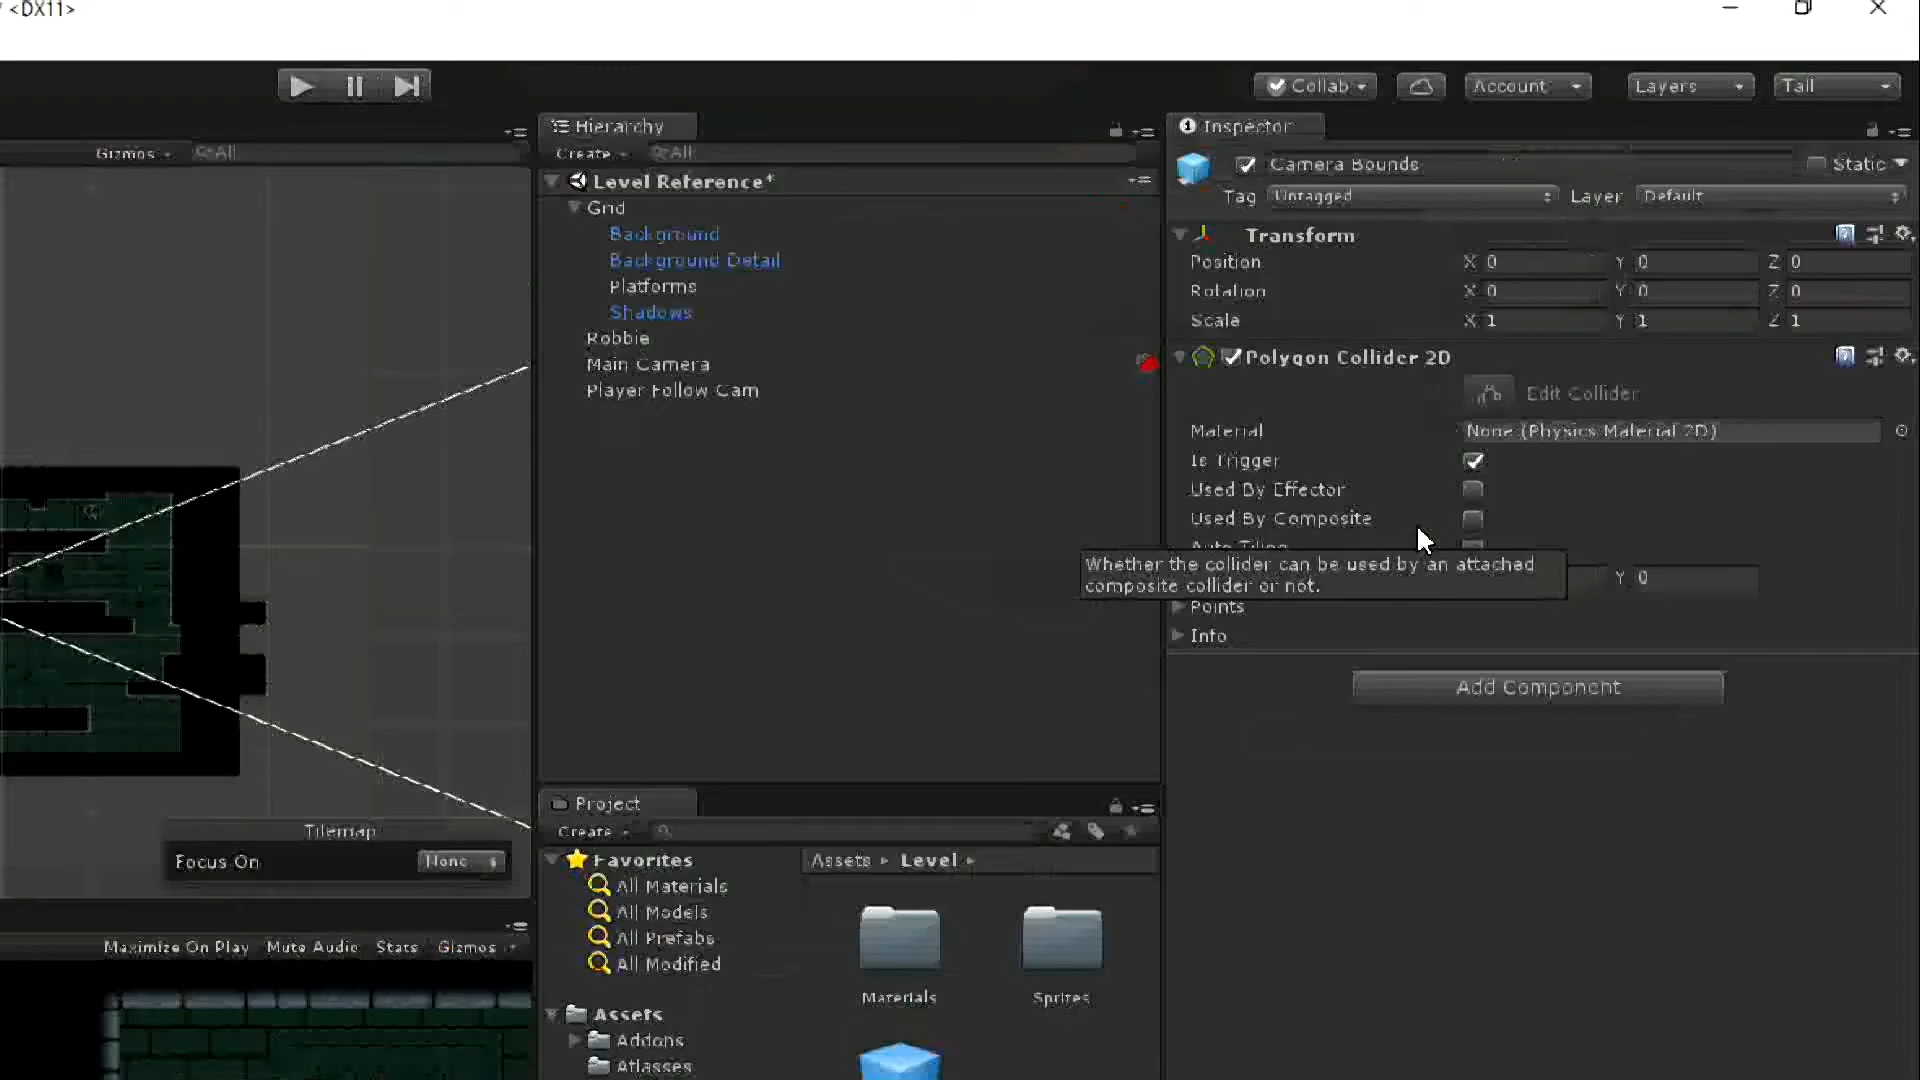 <DX11>
Collab
Account
Layers
Tall
Gizmos
All
Hierarchy
Create
All
Level Reference*
Grid
Background
Background Detail
Platforms
Shadows
Robbie
Main Camera
Player Follow Cam
Inspector
Camera Bounds
Static
Tag
Untagged
Layer
Default
Transform
Position
X 0
Y 0
Z 0
Rotation
X 0
Y 0
Z 0
Scale
X 1
Y 1
Z 1
Polygon Collider 2D
Edit Collider
Material
None (Physics Material 2D)
Is Trigger
Used By Effector
Used By Composite
Auto Tiling
Whether the collider can be used by an attached
composite collider or not.
Y 0
Points
Info
Add Component
Tilemap
Focus On
None
Maximize On Play
Mute Audio
Stats
Gizmos
Project
Create
Favorites
All Materials
All Models
All Prefabs
All Modified
Assets
Addons
Atlasses
Assets
Level
Materials
Sprites